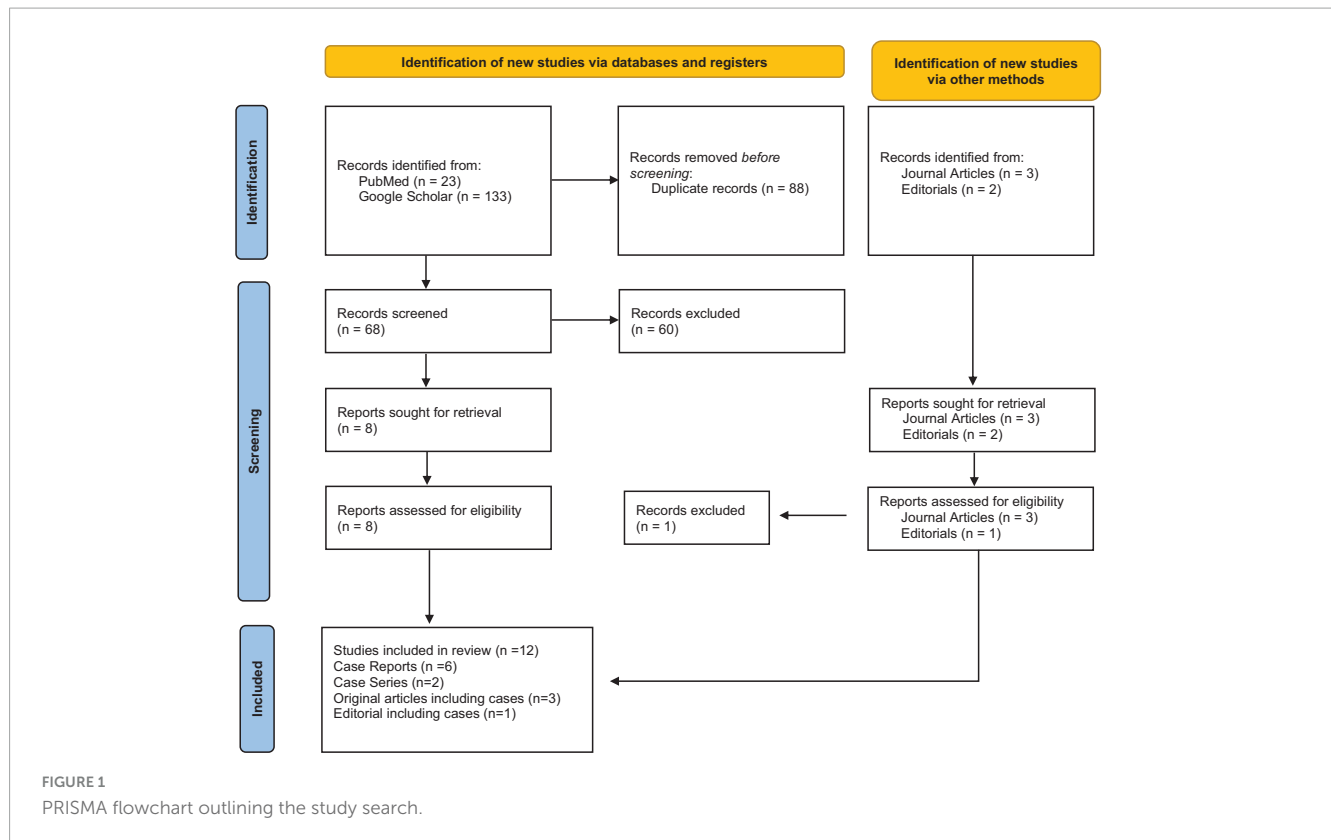 Identification of new studies via databases and registers
Identification of new studies
via other methods
Identification
Records identified from:
PubMed (n = 23)
Google Scholar (n = 133)
Records removed before
screening:
Duplicate records (n = 88)
Records identified from:
Journal Articles (n = 3)
Editorials (n = 2)
Screening
Records screened
(n = 68)
Records excluded
(n = 60)
Reports sought for retrieval
(n = 8)
Reports sought for retrieval
Journal Articles (n = 3)
Editorials (n = 2)
Reports assessed for eligibility
(n = 8)
Records excluded
(n = 1)
Reports assessed for eligibility
Journal Articles (n = 3)
Editorials (n = 1)
Included
Studies included in review (n =12)
Case Reports (n =6)
Case Series (n=2)
Original articles including cases (n=3)
Editorial including cases (n=1)
FIGURE 1
PRISMA flowchart outlining the study search.